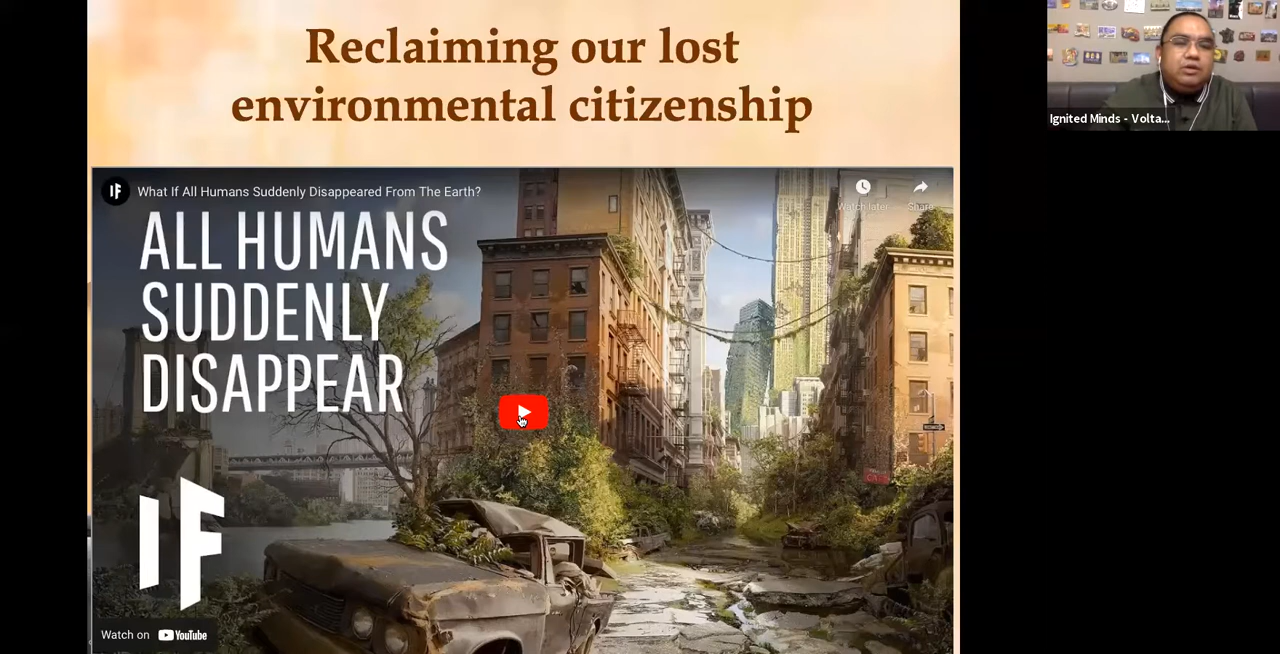 Reclaiming our lost
environmental citizenship
What If All Humans Suddenly Disappeared From The Earth?
Watch later
Share
ALL HUMANS
SUDDENLY
DISAPPEAR
IF
Watch on YouTube
Ignited Minds - Volta...